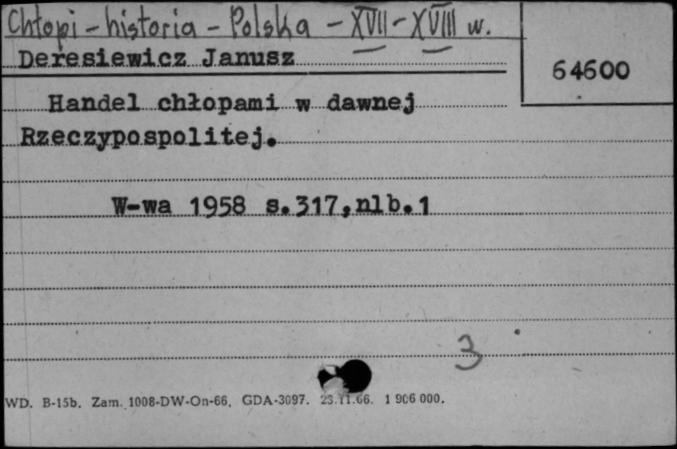 Chłopi - historia - Polska - XVII - XVIII w.
Deresiewicz Janusz
64600
Handel chłopami w dawnej
Rzeczypospolitej.
W-wa 1958 s.317,nlb.1
3
WD. B-15b. Zam. 1008-DW-On-66. GDA-3097. 23.11.66. 1 906 000.